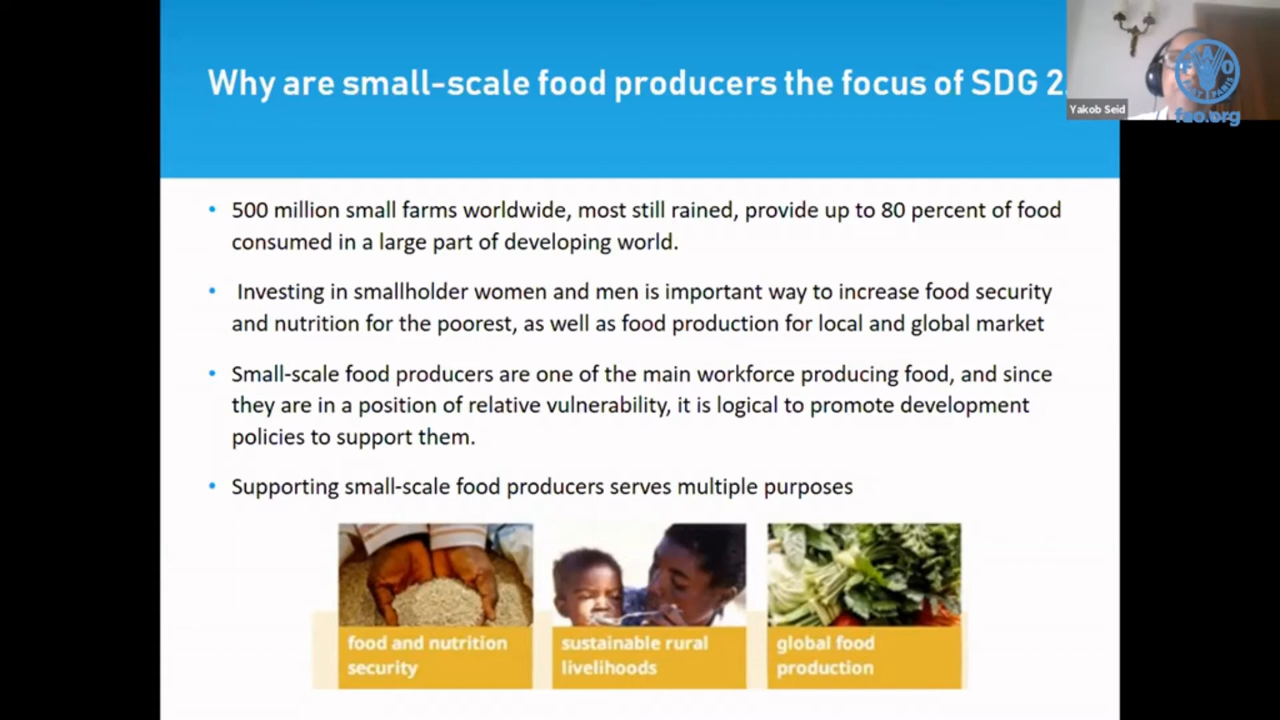 Why are small-scale food producers the focus of SDG 2.
Yakob Seid
FAO
FIAT PANIS
fao.org
• 500 million small farms worldwide, most still rained, provide up to 80 percent of food
consumed in a large part of developing world.
• Investing in smallholder women and men is important way to increase food security
and nutrition for the poorest, as well as food production for local and global market
• Small-scale food producers are one of the main workforce producing food, and since
they are in a position of relative vulnerability, it is logical to promote development
policies to support them.
• Supporting small-scale food producers serves multiple purposes
food and nutrition
security
sustainable rural
livelihoods
global food
production